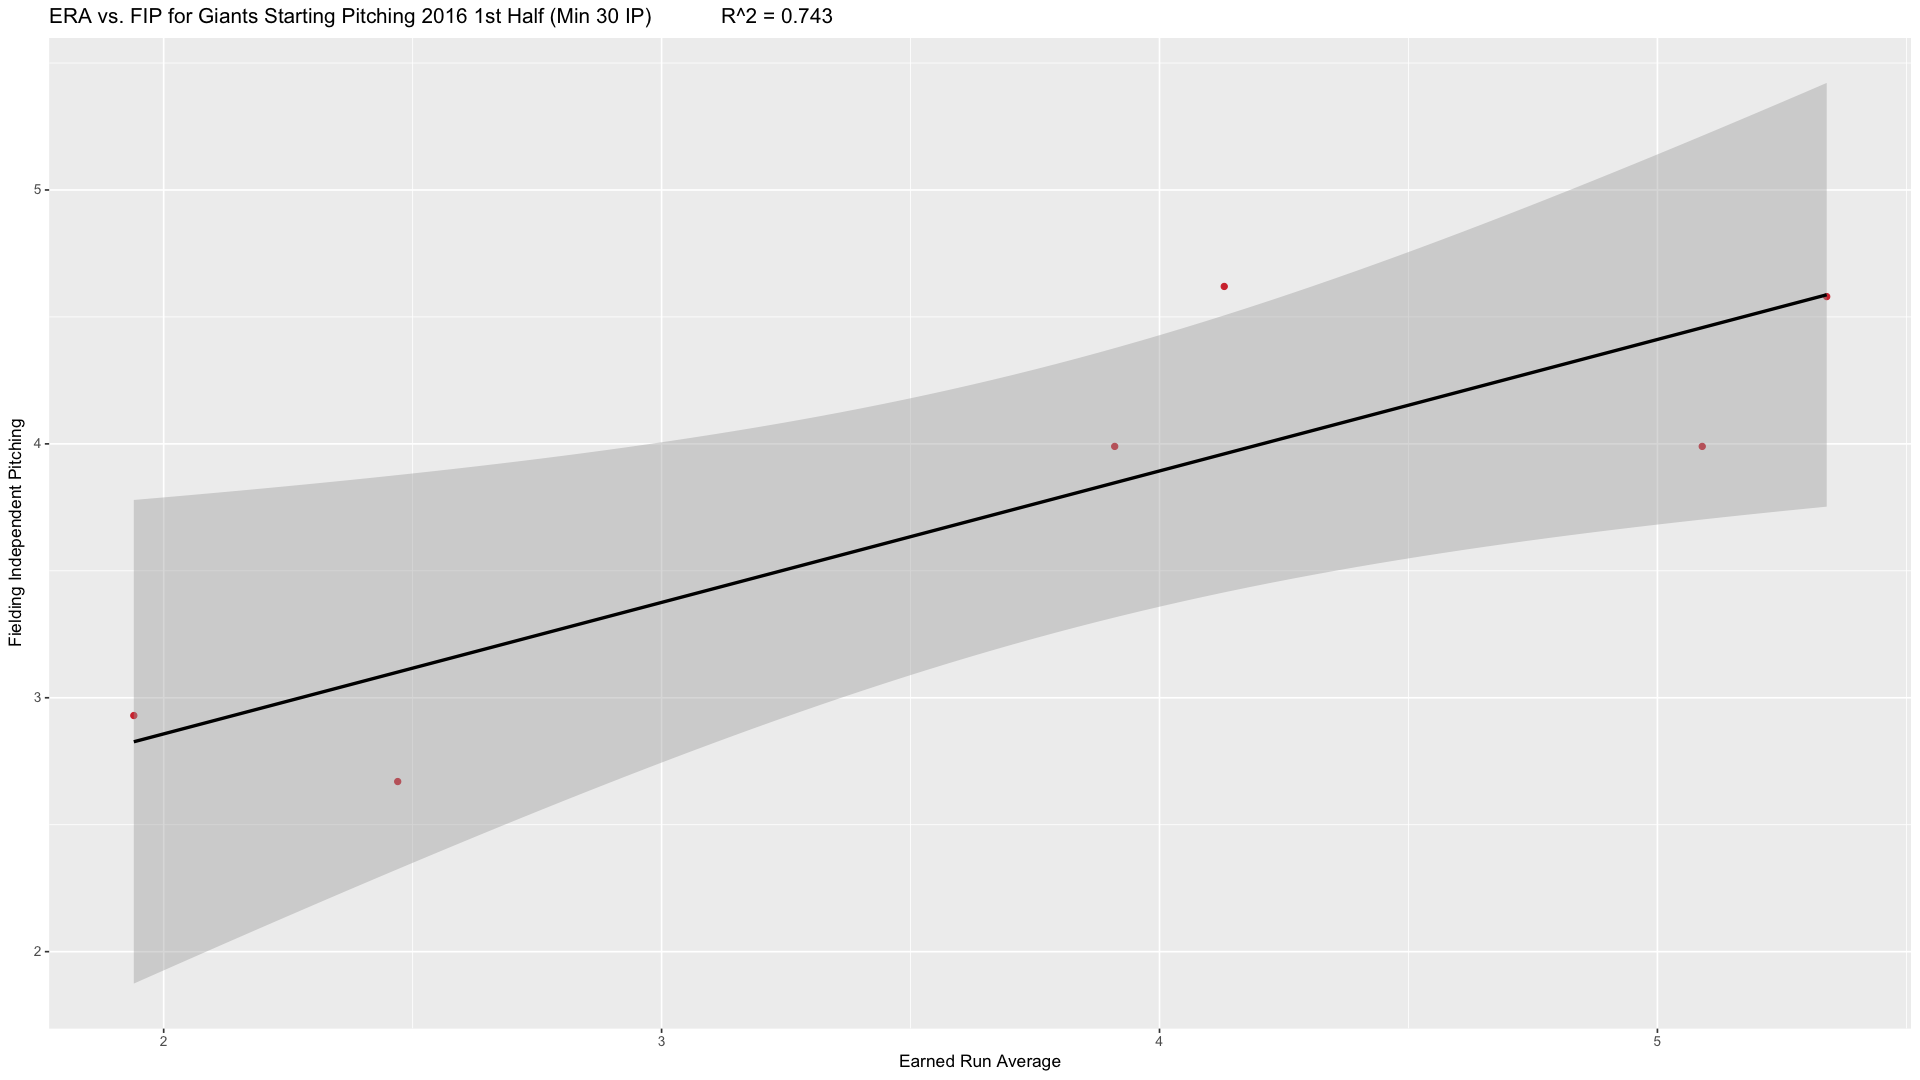 ERA vs. FIP for Giants Starting Pitching 2016 1st Half (Min 30 IP) R^2 = 0.743
Fielding Independent Pitching
5
4
3
2
2 3 4 5
Earned Run Average